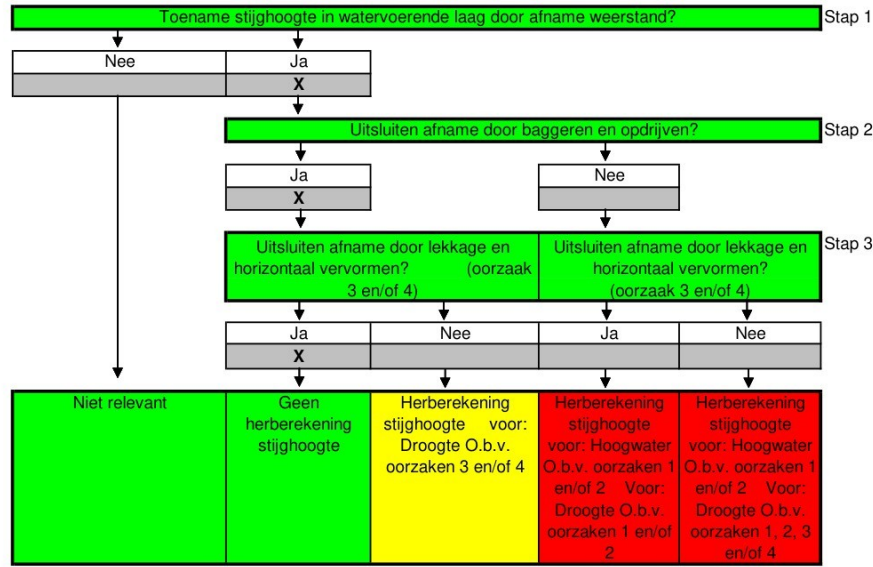 Toename stijghoogte in watervoerende laag door afname weerstand?
Stap 1
Nee
Ja
X
Uitsluiten afname door baggeren en opdrijven?
Stap 2
Ja
Nee
X
Uitsluiten afname door lekkage en
horizontaal vervormen? (oorzaak
3 en/of 4)
Uitsluiten afname door lekkage en
horizontaal vervormen?
(oorzaak 3 en/of 4)
Stap 3
Ja
Nee
Ja
Nee
X
Niet relevant
Geen
herberekening
stijghoogte
Herberekening
stijghoogte voor:
Droogte O.b.v.
oorzaken 3 en/of 4
Herberekening
stijghoogte
voor: Hoogwater
O.b.v. oorzaken 1
en/of 2 Voor:
Droogte O.b.v.
oorzaken 1 en/of
2
Herberekening
stijghoogte
voor: Hoogwater
O.b.v. oorzaken 1
en/of 2 Voor:
Droogte O.b.v.
oorzaken 1, 2, 3
en/of 4